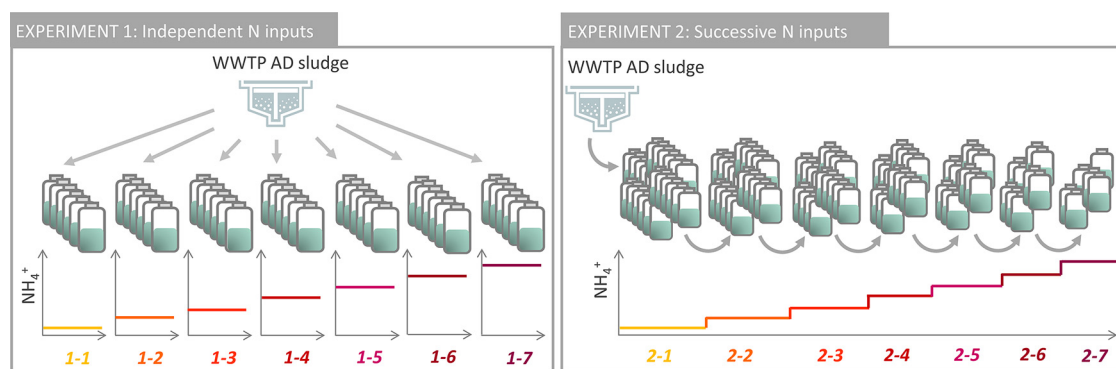 EXPERIMENT 1: Independent N inputs
WWTP AD sludge
NH₄⁺
1-1 1-2 1-3 1-4 1-5 1-6 1-7
EXPERIMENT 2: Successive N inputs
WWTP AD sludge
NH₄⁺
2-1 2-2 2-3 2-4 2-5 2-6 2-7